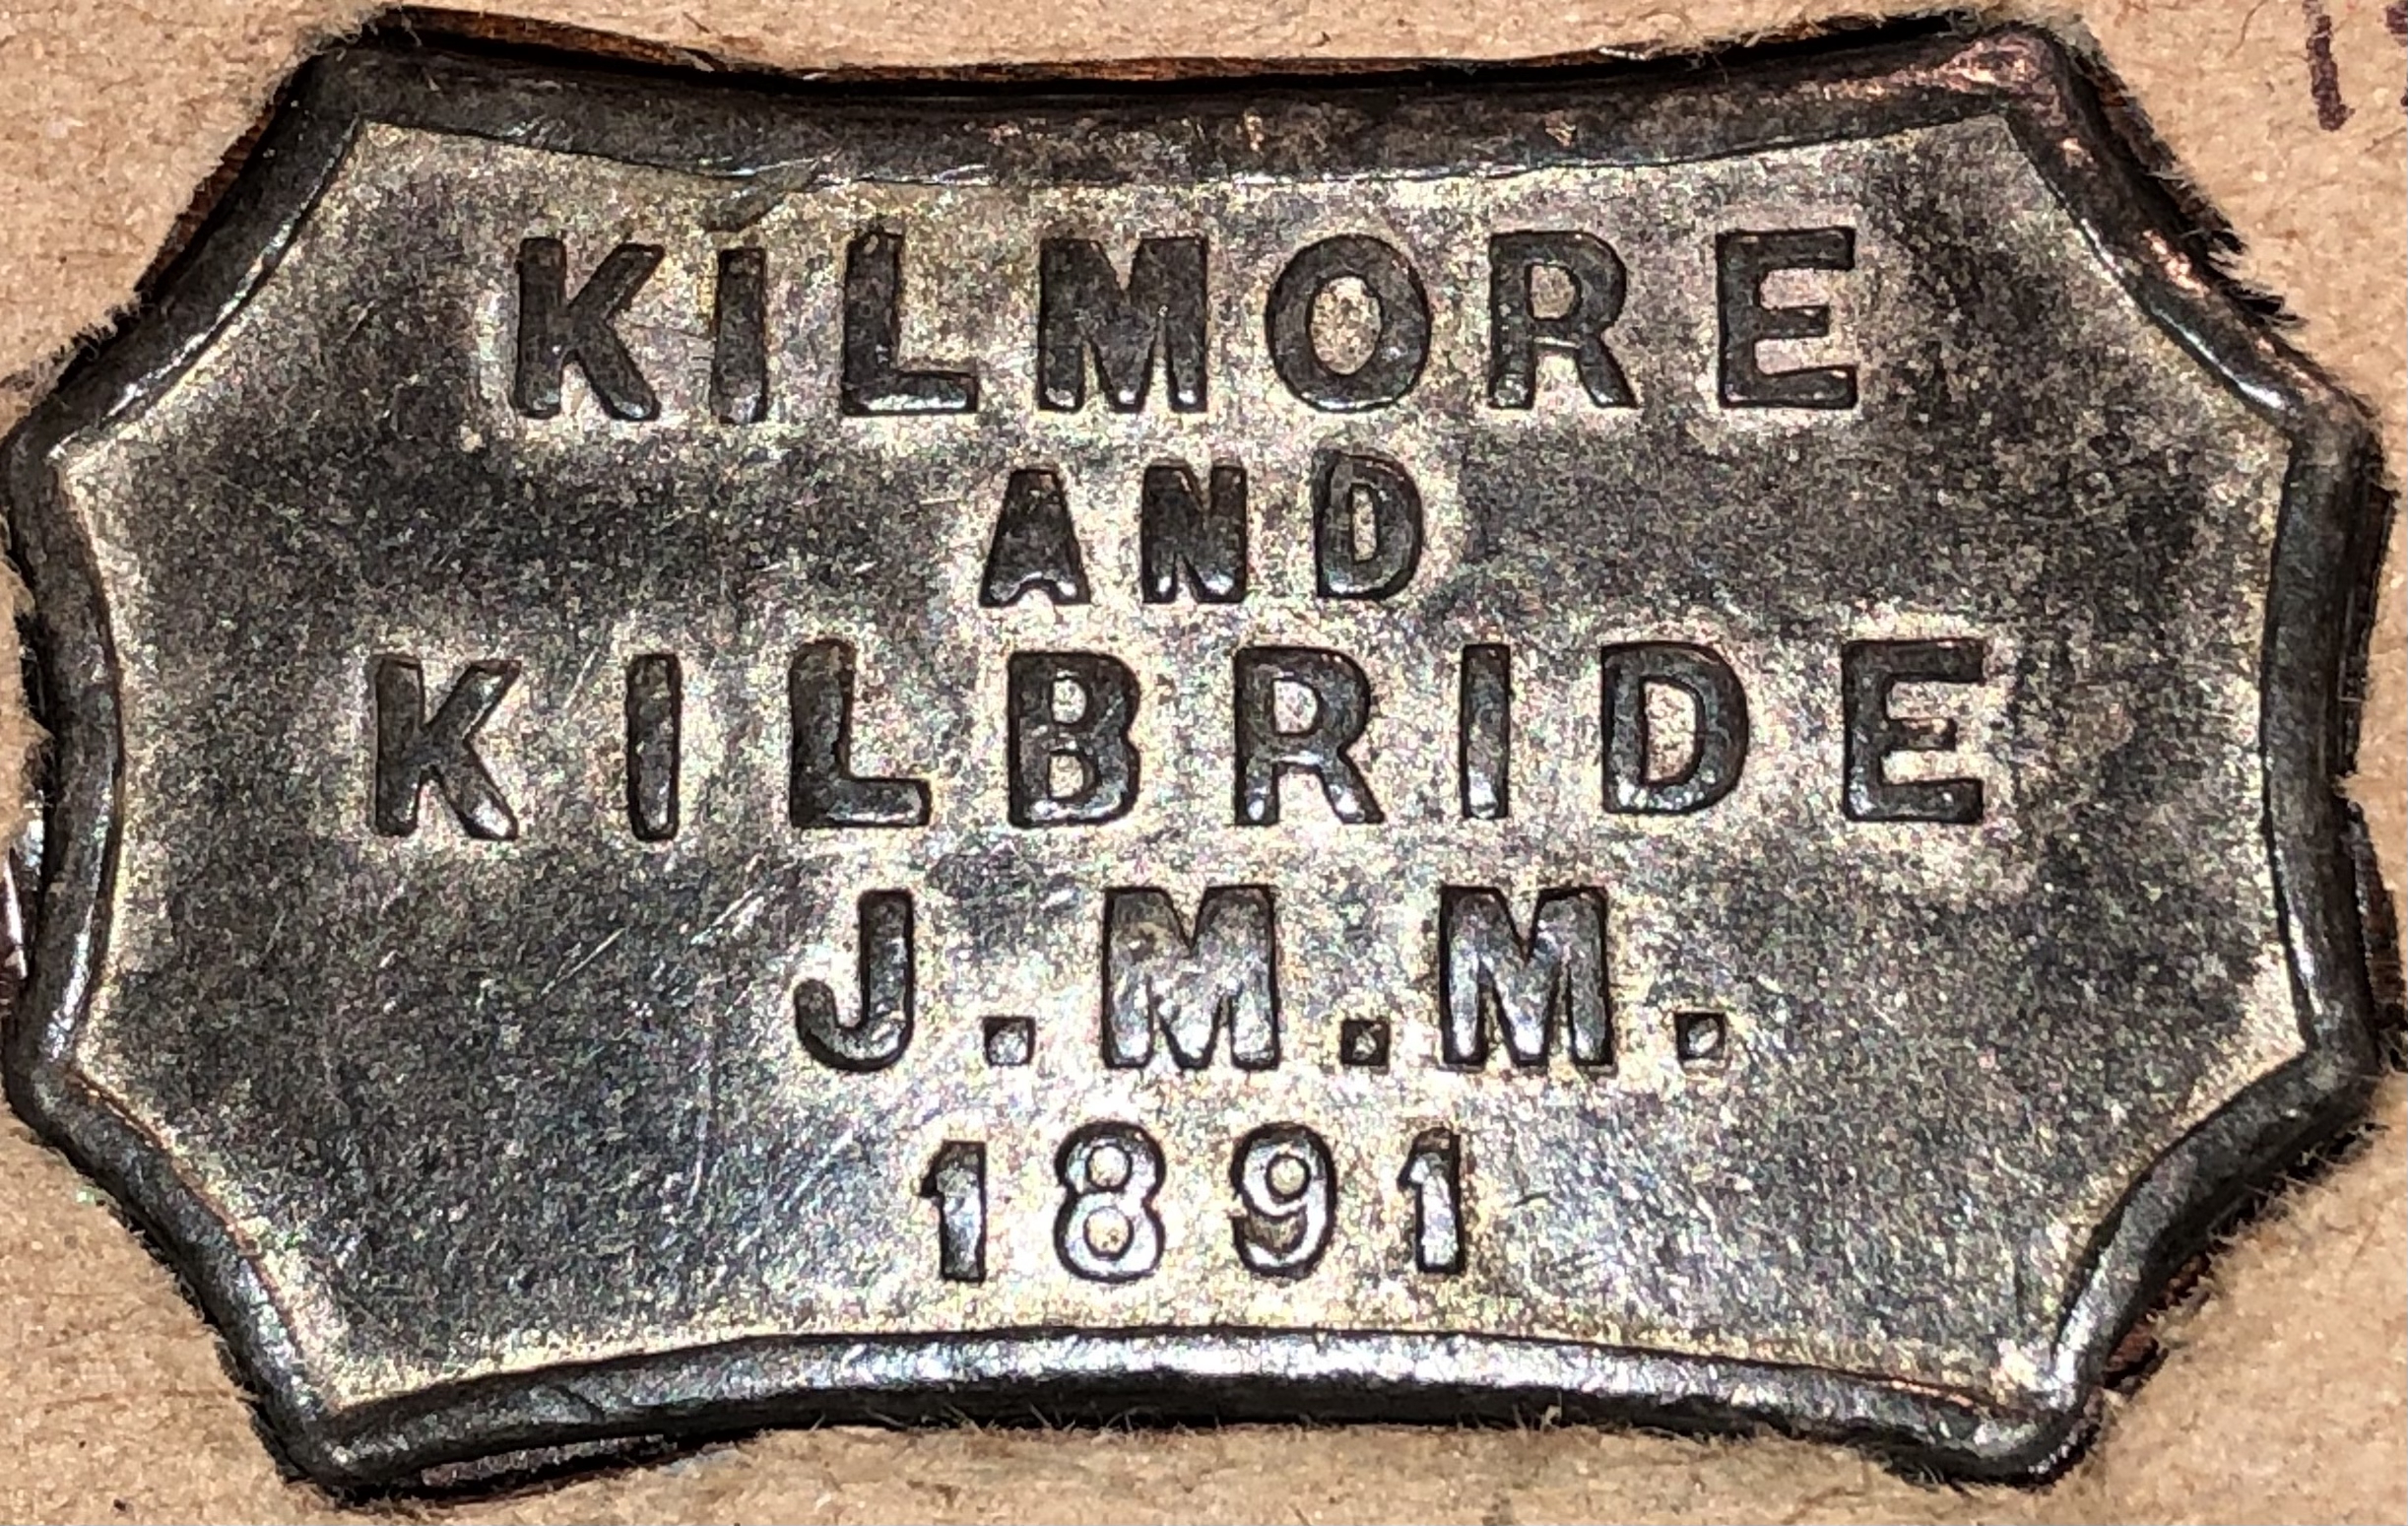 KILMORE
AND
KILBRIDE
J.M.M.
1891